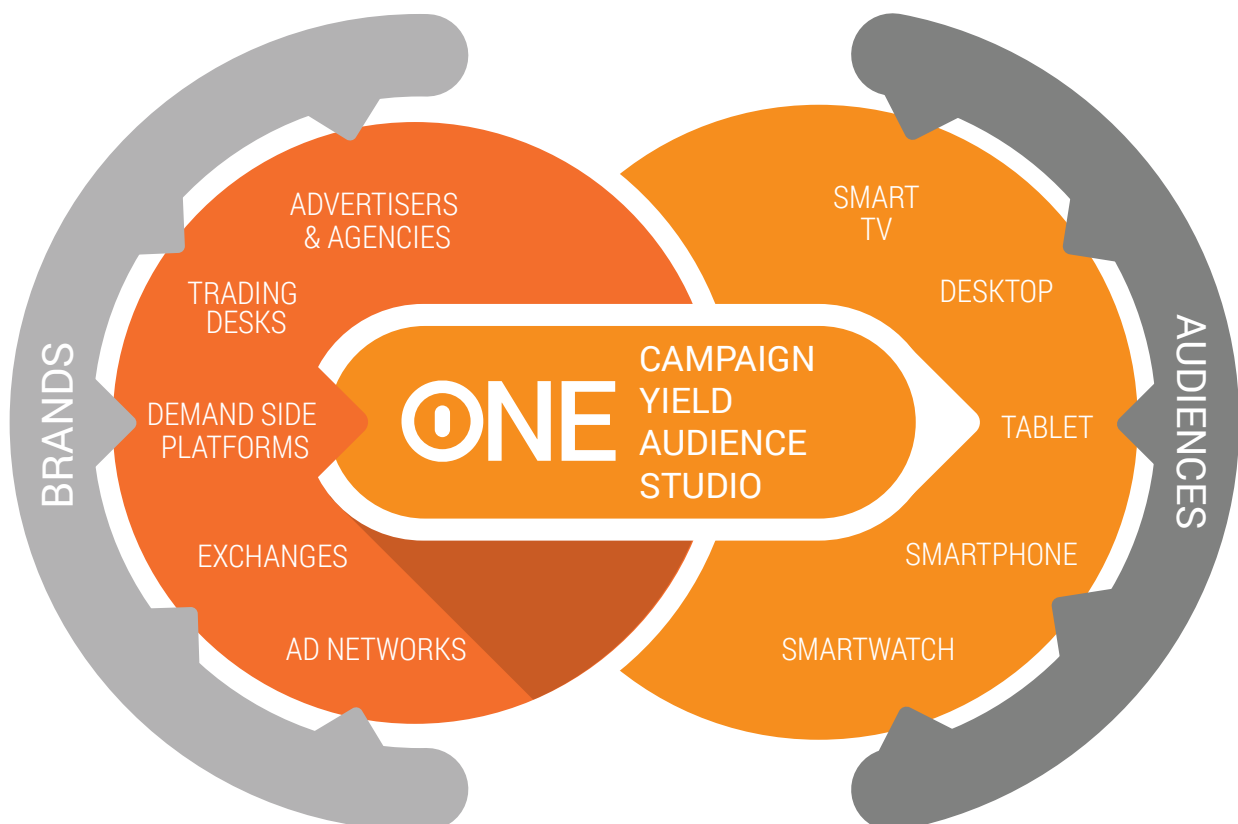 BRANDS
ADVERTISERS
& AGENCIES
TRADING
DESKS
DEMAND SIDE
PLATFORMS
EXCHANGES
AD NETWORKS
ONE
CAMPAIGN
YIELD
AUDIENCE
STUDIO
SMART
TV
DESKTOP
TABLET
SMARTPHONE
SMARTWATCH
AUDIENCES